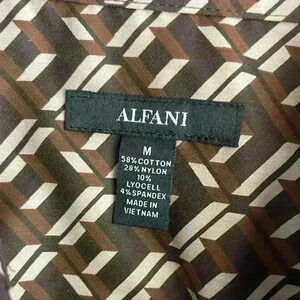 ALFANI
M
58% COTTON
28% NYLON
10%
LYOCELL
4% SPANDEX
MADE IN
VIETNAM